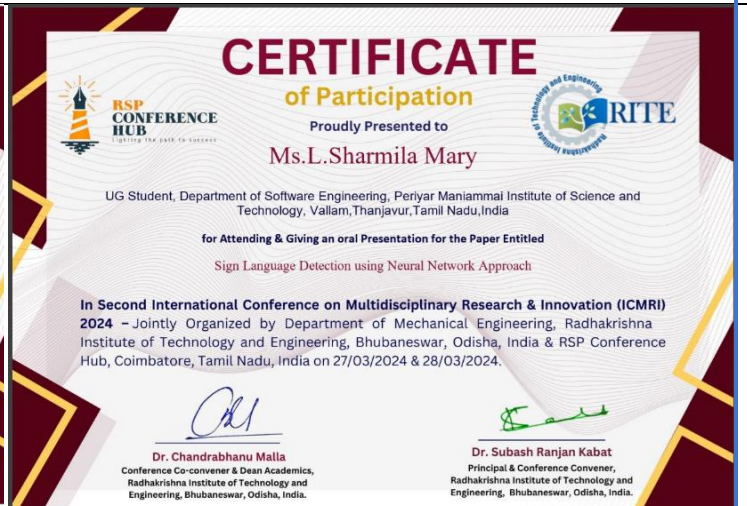 CERTIFICATE
of Participation
RSP
CONFERENCE
HUB
Lighting the path to success
Radhakrishna Institute of Technology and Engineering
RITE
Proudly Presented to
Ms.L.Sharmila Mary
UG Student, Department of Software Engineering, Periyar Maniammai Institute of Science and
Technology, Vallam,Thanjavur,Tamil Nadu,India
for Attending & Giving an oral Presentation for the Paper Entitled
Sign Language Detection using Neural Network Approach
In Second International Conference on Multidisciplinary Research & Innovation (ICMRI)
2024 – Jointly Organized by Department of Mechanical Engineering, Radhakrishna
Institute of Technology and Engineering, Bhubaneswar, Odisha, India & RSP Conference
Hub, Coimbatore, Tamil Nadu, India on 27/03/2024 & 28/03/2024.
Dr. Chandrabhanu Malla
Conference Co-convener & Dean Academics,
Radhakrishna Institute of Technology and
Engineering, Bhubaneswar, Odisha, India.
Dr. Subash Ranjan Kabat
Principal & Conference Convener,
Radhakrishna Institute of Technology and
Engineering, Bhubaneswar, Odisha, India.